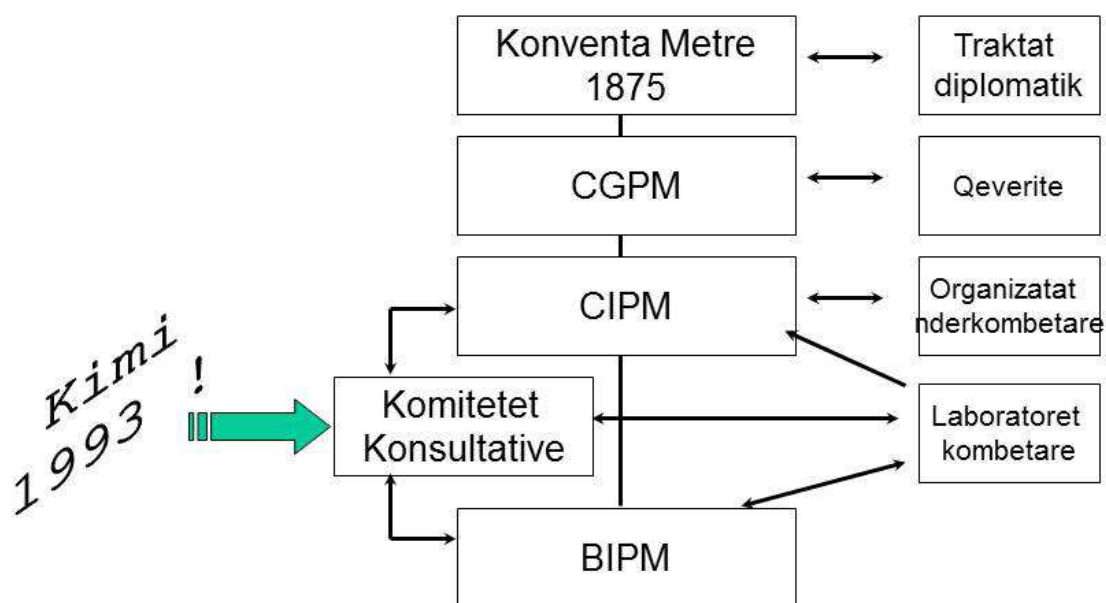 Konventa Metre
1875
Traktat
diplomatik
CGPM
Qeverite
CIPM
Organizatat
nderkombetare
Kimi
1993 !
Komitetet
Konsultative
Laboratoret
kombetare
BIPM